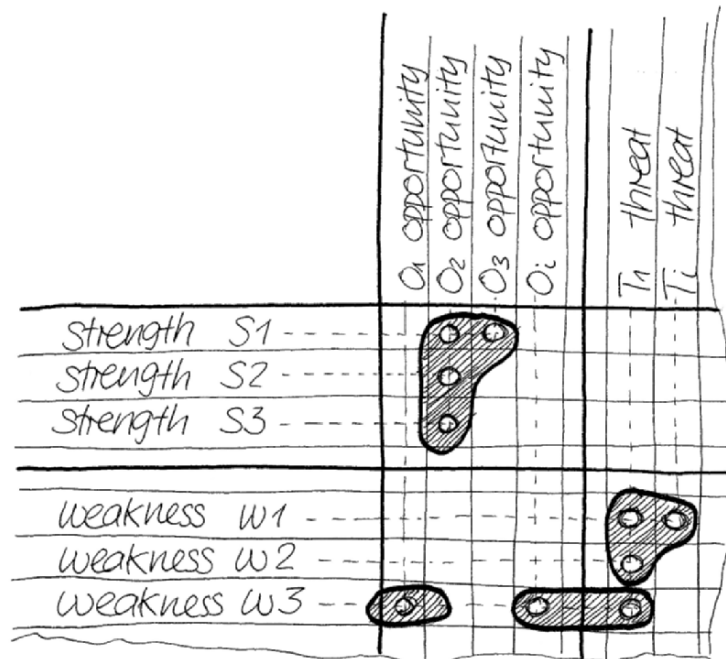 O1 opportunity
O2 opportunity
O3 opportunity
Oi opportunity
T1 threat
Ti threat
strength S1
strength S2
strength S3
weakness W1
weakness W2
weakness W3